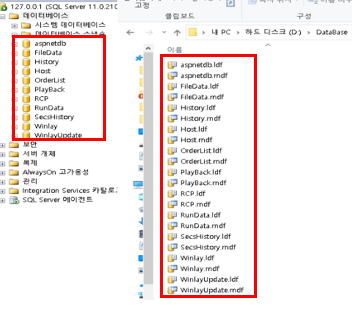 127.0.0.1 (SQL Server 11.0.210
데이터베이스
시스템 데이터베이스
데이터베이스 스냅숏
aspnetdb
FileData
History
Host
OrderList
PlayBack
RCP
RunData
SecsHistory
Winlay
WinlayUpdate
보안
서버 개체
복제
AlwaysOn 고가용성
관리
Integration Services 카탈로
SQL Server 에이전트
고정
클립보드
구성
내 PC > 하드 디스크 (D:) > DataBase
이름
aspnetdb.ldf
aspnetdb.mdf
FileData.ldf
FileData.mdf
History.ldf
History.mdf
Host.ldf
Host.mdf
OrderList.ldf
OrderList.mdf
PlayBack.ldf
PlayBack.mdf
RCP.ldf
RCP.mdf
RunData.ldf
RunData.mdf
SecsHistory.ldf
SecsHistory.mdf
Winlay.ldf
Winlay.mdf
WinlayUpdate.ldf
WinlayUpdate.mdf